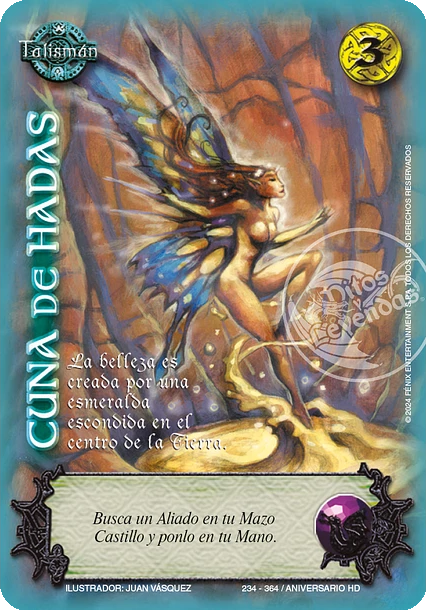 Talismán
3
CUNA DE HADAS
La belleza es
creada por una
esmeralda
escondida en el
centro de la Tierra.
© 2024 FÉNIX ENTERTAINMENT S.P.A. TODOS LOS DERECHOS RESERVADOS
Mitos
y
Leyendas
Busca un Aliado en tu Mazo
Castillo y ponlo en tu Mano.
ILUSTRADOR: JUAN VÁSQUEZ
234 - 364 / ANIVERSARIO HD